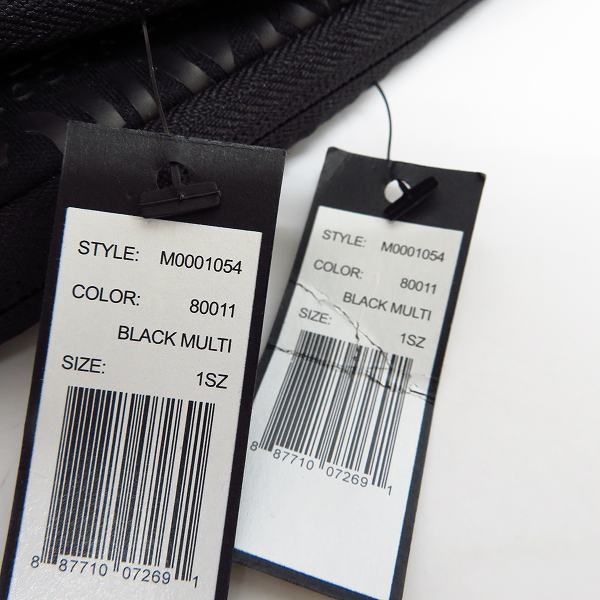 STYLE: M0001054
COLOR: 80011
BLACK MULTI
SIZE: 1SZ
8 87710 07269 1
STYLE: M0001054
COLOR: 80011
BLACK MULTI
SIZE: 1SZ
8 87710 07269 1